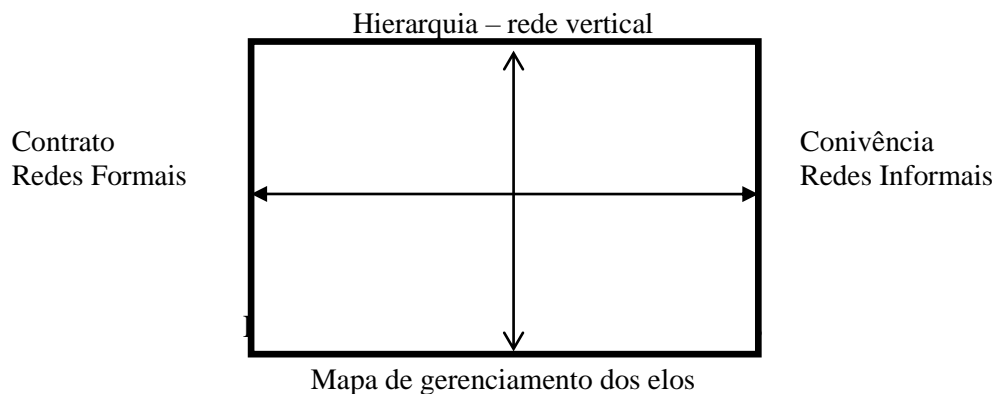 Hierarquia – rede vertical
Contrato
Redes Formais
Conivência
Redes Informais
Mapa de gerenciamento dos elos